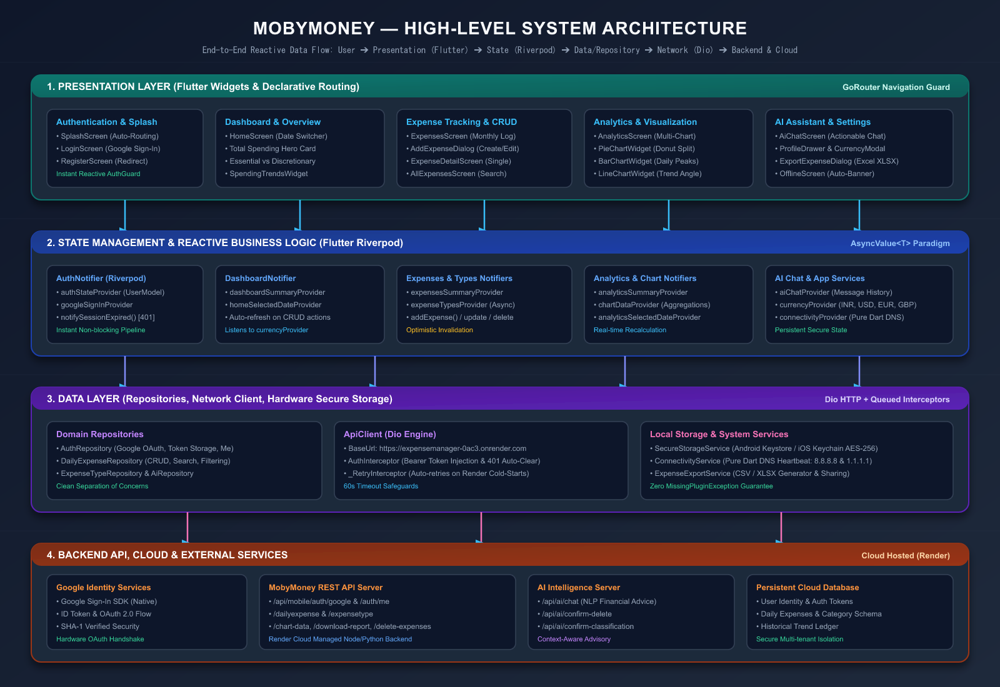 MOBYMONEY — HIGH-LEVEL SYSTEM ARCHITECTURE
End-to-End Reactive Data Flow: User ➔ Presentation (Flutter) ➔ State (Riverpod) ➔ Data/Repository ➔ Network (Dio) ➔ Backend & Cloud
1. PRESENTATION LAYER (Flutter Widgets & Declarative Routing)
GoRouter Navigation Guard
Authentication & Splash
• SplashScreen (Auto-Routing)
• LoginScreen (Google Sign-In)
• RegisterScreen (Redirect)
Instant Reactive AuthGuard
Dashboard & Overview
• HomeScreen (Date Switcher)
• Total Spending Hero Card
• Essential vs Discretionary
• SpendingTrendsWidget
Expense Tracking & CRUD
• ExpensesScreen (Monthly Log)
• AddExpenseDialog (Create/Edit)
• ExpenseDetailScreen (Single)
• AllExpensesScreen (Search)
Analytics & Visualization
• AnalyticsScreen (Multi-Chart)
• PieChartWidget (Donut Split)
• BarChartWidget (Daily Peaks)
• LineChartWidget (Trend Angle)
AI Assistant & Settings
• AiChatScreen (Actionable Chat)
• ProfileDrawer & CurrencyModal
• ExportExpenseDialog (Excel XLSX)
• OfflineScreen (Auto-Banner)
2. STATE MANAGEMENT & REACTIVE BUSINESS LOGIC (Flutter Riverpod)
AsyncValue<T> Paradigm
AuthNotifier (Riverpod)
• authStateProvider (UserModel)
• googleSignInProvider
• notifySessionExpired() [401]
Instant Non-blocking Pipeline
DashboardNotifier
• dashboardSummaryProvider
• homeSelectedDateProvider
• Auto-refresh on CRUD actions
Listens to currencyProvider
Expenses & Types Notifiers
• expensesSummaryProvider
• expenseTypesProvider (Async)
• addExpense() / update / delete
Optimistic Invalidation
Analytics & Chart Notifiers
• analyticsSummaryProvider
• chartDataProvider (Aggregations)
• analyticsSelectedDateProvider
Real-time Recalculation
AI Chat & App Services
• aiChatProvider (Message History)
• currencyProvider (INR, USD, EUR, GBP)
• connectivityProvider (Pure Dart DNS)
Persistent Secure State
3. DATA LAYER (Repositories, Network Client, Hardware Secure Storage)
Dio HTTP + Queued Interceptors
Domain Repositories
• AuthRepository (Google OAuth, Token Storage, Me)
• DailyExpenseRepository (CRUD, Search, Filtering)
• ExpenseTypeRepository & AiRepository
Clean Separation of Concerns
ApiClient (Dio Engine)
• BaseUrl: https://expensemanager-0ac3.onrender.com
• AuthInterceptor (Bearer Token Injection & 401 Auto-Clear)
• _RetryInterceptor (Auto-retries on Render Cold-Starts)
60s Timeout Safeguards
Local Storage & System Services
• SecureStorageService (Android Keystore / iOS Keychain AES-256)
• ConnectivityService (Pure Dart DNS Heartbeat: 8.8.8.8 & 1.1.1.1)
• ExpenseExportService (CSV / XLSX Generator & Sharing)
Zero MissingPluginException Guarantee
4. BACKEND API, CLOUD & EXTERNAL SERVICES
Cloud Hosted (Render)
Google Identity Services
• Google Sign-In SDK (Native)
• ID Token & OAuth 2.0 Flow
• SHA-1 Verified Security
Hardware OAuth Handshake
MobyMoney REST API Server
• /api/mobile/auth/google & /auth/me
• /dailyexpense & /expensetype
• /chart-data, /download-report, /delete-expenses
Render Cloud Managed Node/Python Backend
AI Intelligence Server
• /api/ai/chat (NLP Financial Advice)
• /api/ai/confirm-delete
• /api/ai/confirm-classification
Context-Aware Advisory
Persistent Cloud Database
• User Identity & Auth Tokens
• Daily Expenses & Category Schema
• Historical Trend Ledger
Secure Multi-tenant Isolation